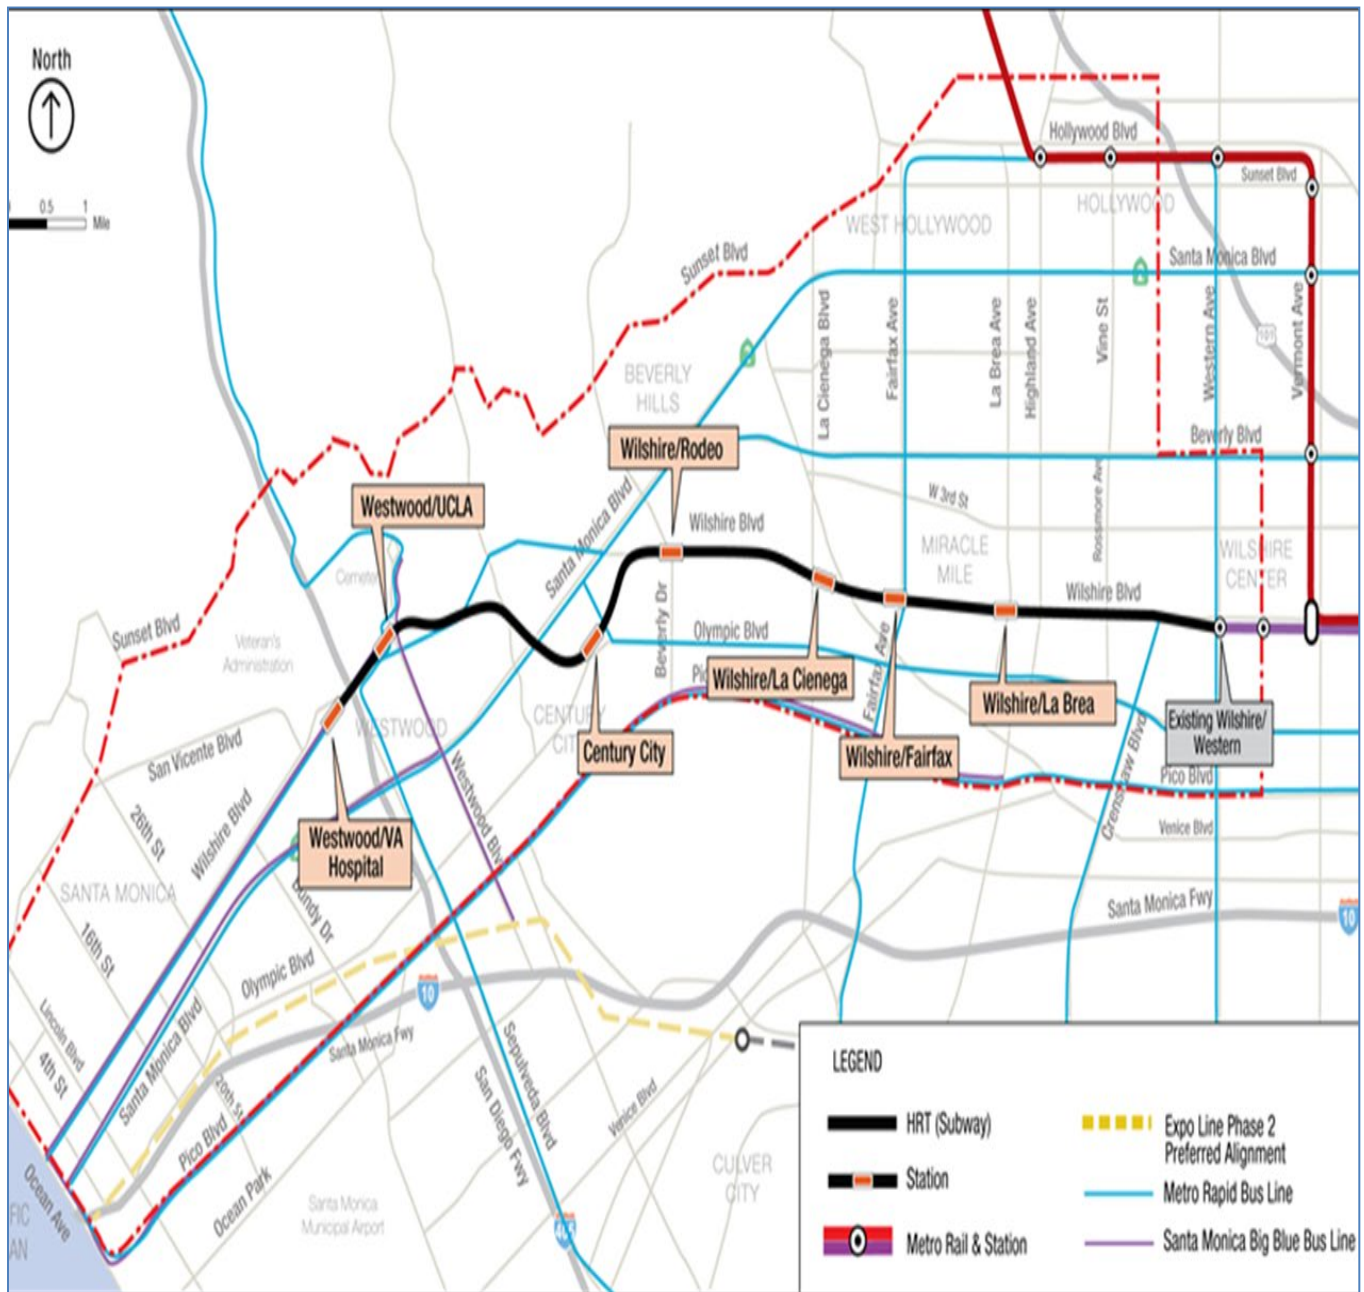 North
0.5 1
Mile
Hollywood Blvd
Sunset Blvd
HOLLYWOOD
WEST HOLLYWOOD
Santa Monica Blvd
Sunset Blvd
La Cienega Blvd
Fairfax Ave
La Brea Ave
Highland Ave
Vine St
Western Ave
Vermont Ave
101
BEVERLY
HILLS
Wilshire/Rodeo
Beverly Blvd
Westwood/UCLA
Santa Monica Blvd
W 3rd St
Rossmore Ave
Wilshire Blvd
MIRACLE
MILE
WILSHIRE
CENTER
Wilshire Blvd
Sunset Blvd
Veteran's
Administration
Beverly Dr
Olympic Blvd
Wilshire/La Cienega
Fairfax Ave
Wilshire/La Brea
Existing Wilshire/
Western
WESTWOOD
CENTURY
Century City
Wilshire/Fairfax
Crenshaw Blvd
Pico Blvd
San Vicente Blvd
Wilshire Blvd
26th St
Westwood/VA
Hospital
Westwood Blvd
Venice Blvd
SANTA MONICA
Bundy Dr
16th St
Santa Monica Fwy
10
Olympic Blvd
10
Lincoln Blvd
4th St
Santa Monica Blvd
20th St
Santa Monica Fwy
Sepulveda Blvd
San Diego Fwy
Venice Blvd
Pico Blvd
Ocean Park
Ocean Ave
FIC
AN
Santa Monica
Municipal Airport
CULVER
CITY
405
LEGEND
HRT (Subway)
Station
Metro Rail & Station
Expo Line Phase 2
Preferred Alignment
Metro Rapid Bus Line
Santa Monica Big Blue Bus Line